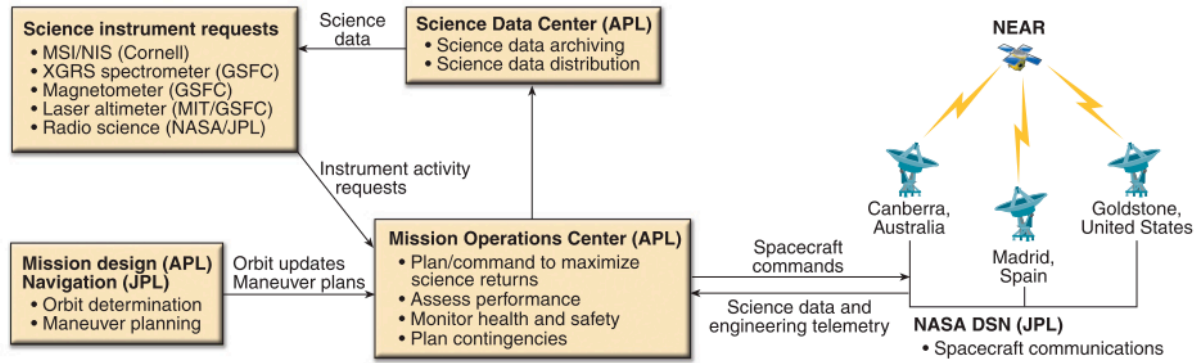 Science instrument requests
• MSI/NIS (Cornell)
• XGRS spectrometer (GSFC)
• Magnetometer (GSFC)
• Laser altimeter (MIT/GSFC)
• Radio science (NASA/JPL)
Science
data
Science Data Center (APL)
• Science data archiving
• Science data distribution
NEAR
Instrument activity
requests
Canberra,
Australia
Madrid,
Spain
Goldstone,
United States
Mission design (APL)
Navigation (JPL)
• Orbit determination
• Maneuver planning
Orbit updates
Maneuver plans
Mission Operations Center (APL)
• Plan/command to maximize
science returns
• Assess performance
• Monitor health and safety
• Plan contingencies
Spacecraft
commands
Science data and
engineering telemetry
NASA DSN (JPL)
• Spacecraft communications